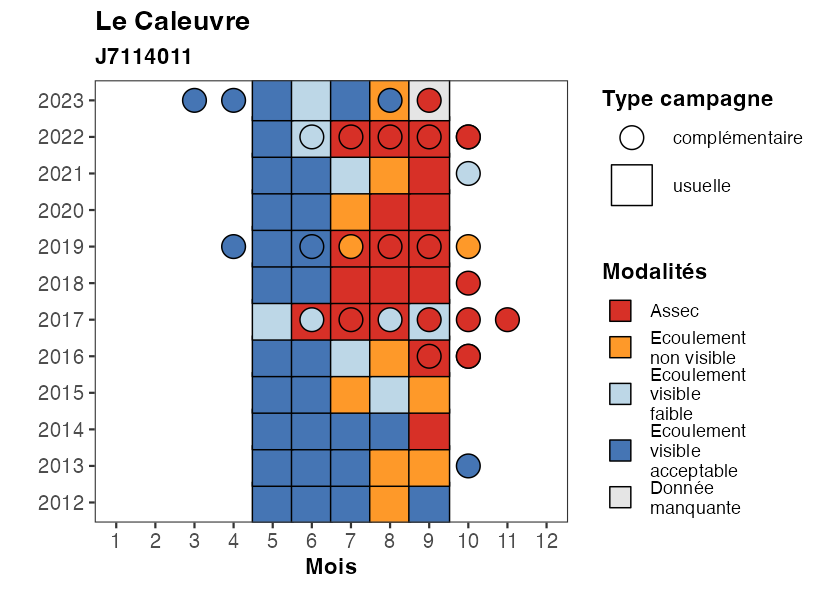 Le Caleuvre
J7114011
2023
2022
2021
2020
2019
2018
2017
2016
2015
2014
2013
2012
1 2 3 4 5 6 7 8 9 10 11 12
Mois
Type campagne
complémentaire
usuelle
Modalités
Assec
Ecoulement
non visible
Ecoulement
visible
faible
Ecoulement
visible
acceptable
Donnée
manquante